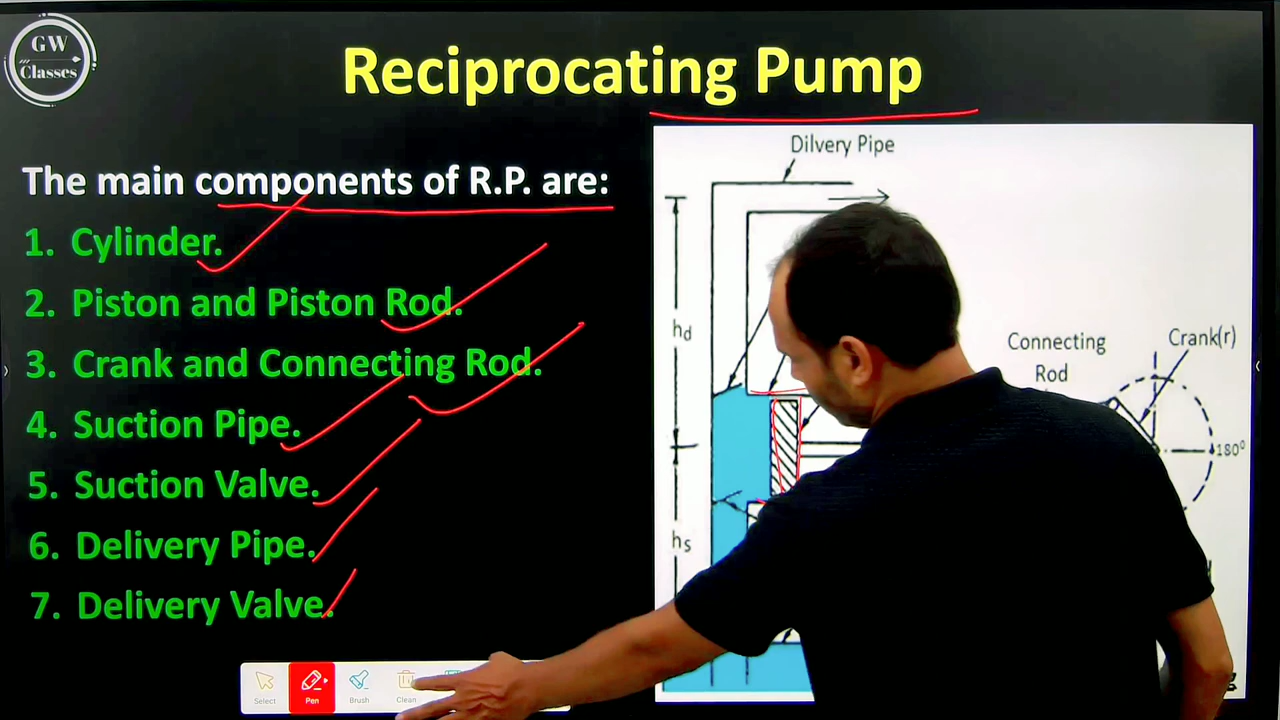 GW
Classes
Reciprocating Pump
The main components of R.P. are:
1. Cylinder.
2. Piston and Piston Rod.
3. Crank and Connecting Rod.
4. Suction Pipe.
5. Suction Valve.
6. Delivery Pipe.
7. Delivery Valve.
Dilvery Pipe
hd
Connecting
Rod
Crank(r)
180⁰
hs
Select
Pen
Brush
Clean